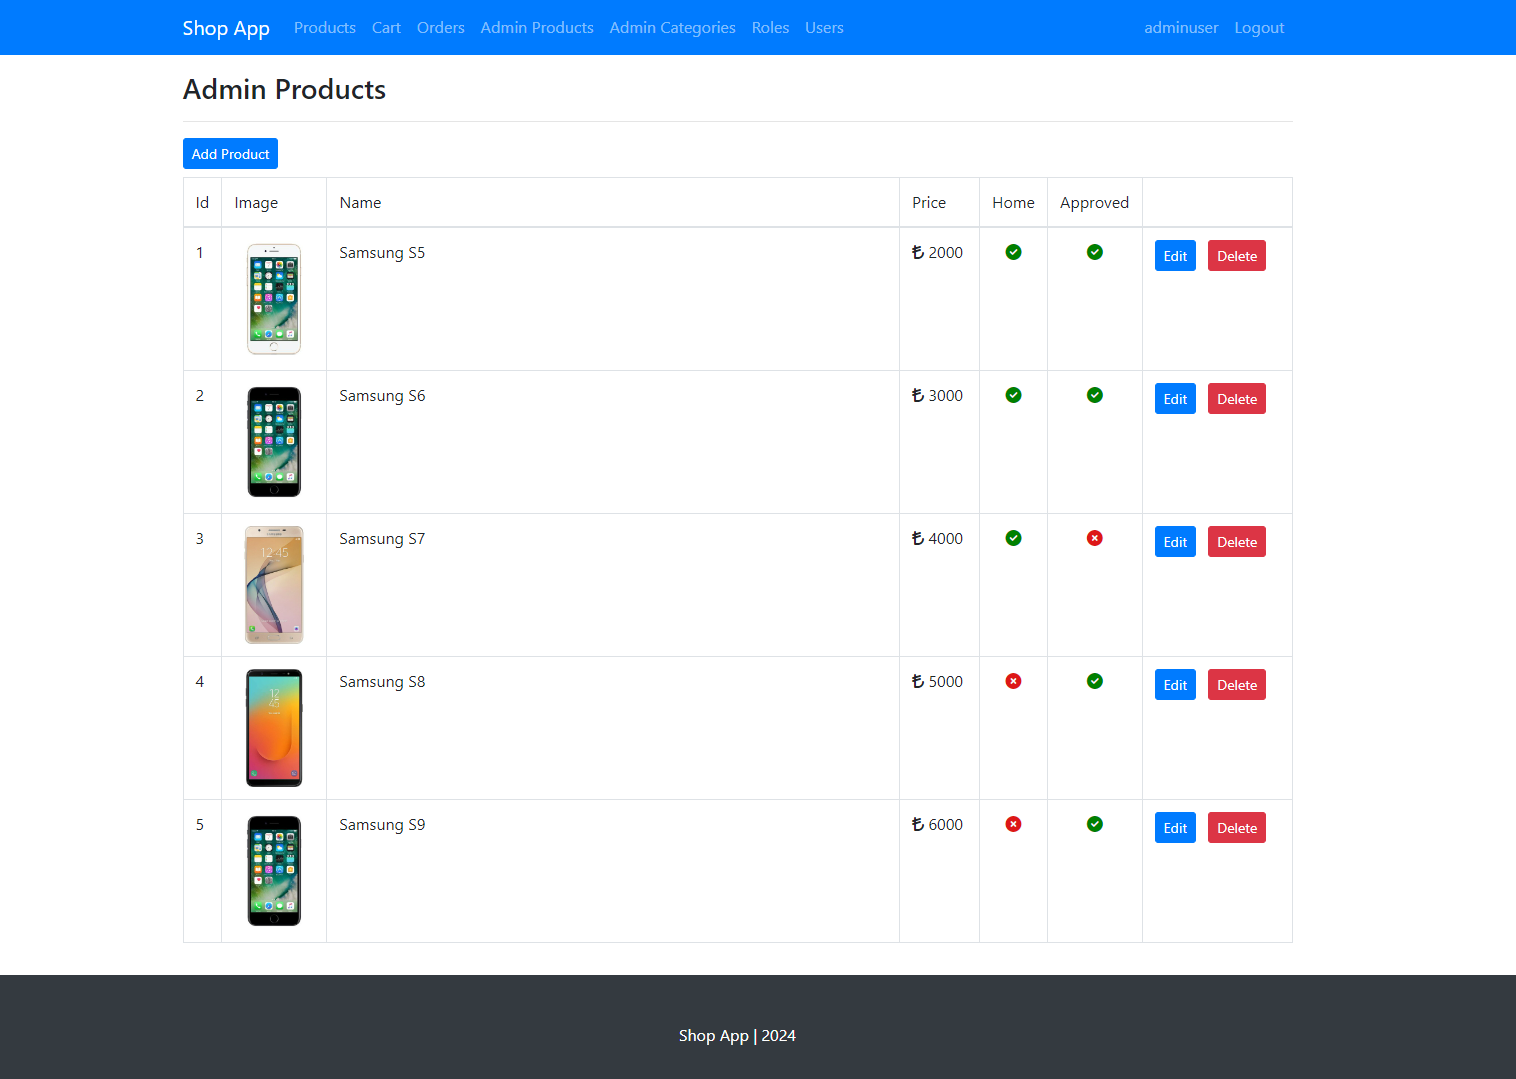 Shop App Products Cart Orders Admin Products Admin Categories Roles Users adminuser Logout
Admin Products
Add Product
Id Image Name Price Home Approved
1 Samsung S5 ₺ 2000 Edit Delete
2 Samsung S6 ₺ 3000 Edit Delete
3 12:45 Samsung S7 ₺ 4000 Edit Delete
4 12 45 Samsung S8 ₺ 5000 Edit Delete
5 Samsung S9 ₺ 6000 Edit Delete
Shop App | 2024